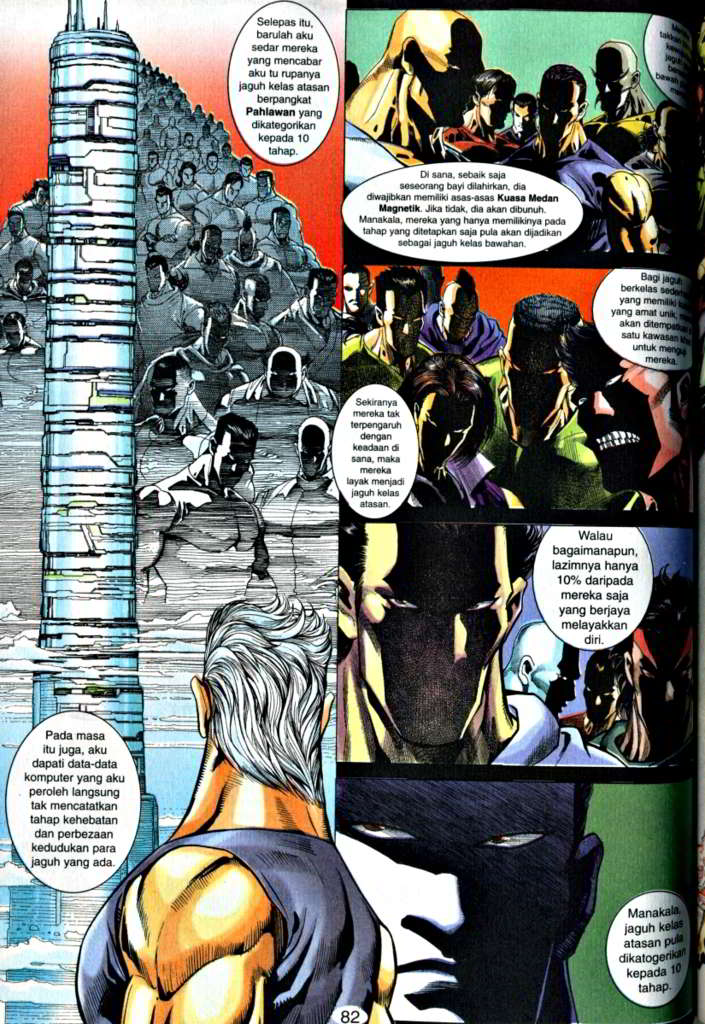 Selepas itu,
barulah aku
sedar mereka
yang mencabar
aku tu rupanya
jaguh kelas atasan
berpangkat
Pahlawan yang
dikategorikan
kepada 10
tahap.
Pada masa
itu juga, aku
dapati data-data
komputer yang aku
peroleh langsung
tak mencatatkan
tahap kehebatan
dan perbezaan
kedudukan para
jaguh yang ada.
takkan
bawah
Di sana, sebaik saja
seseorang bayi dilahirkan, dia
diwajibkan memiliki asas-asas Kuasa Medan
Magnetik. Jika tidak, dia akan dibunuh.
Manakala, mereka yang hanya memilikinya pada
tahap yang ditetapkan saja pula akan dijadikan
sebagai jaguh kelas bawahan.
Bagi jaguh
berkelas
yang memiliki
yang amat unik,
akan
satu kawasan
untuk
mereka.
Sekiranya
mereka tak
terpengaruh
dengan
keadaan di
sana, maka
mereka
layak menjadi
jaguh kelas
atasan.
Walau
bagaimanapun,
lazimnya hanya
10% daripada
mereka saja
yang berjaya
melayakkan
diri.
Manakala,
jaguh kelas
atasan pula
dikatogerikan
kepada 10
tahap.
82